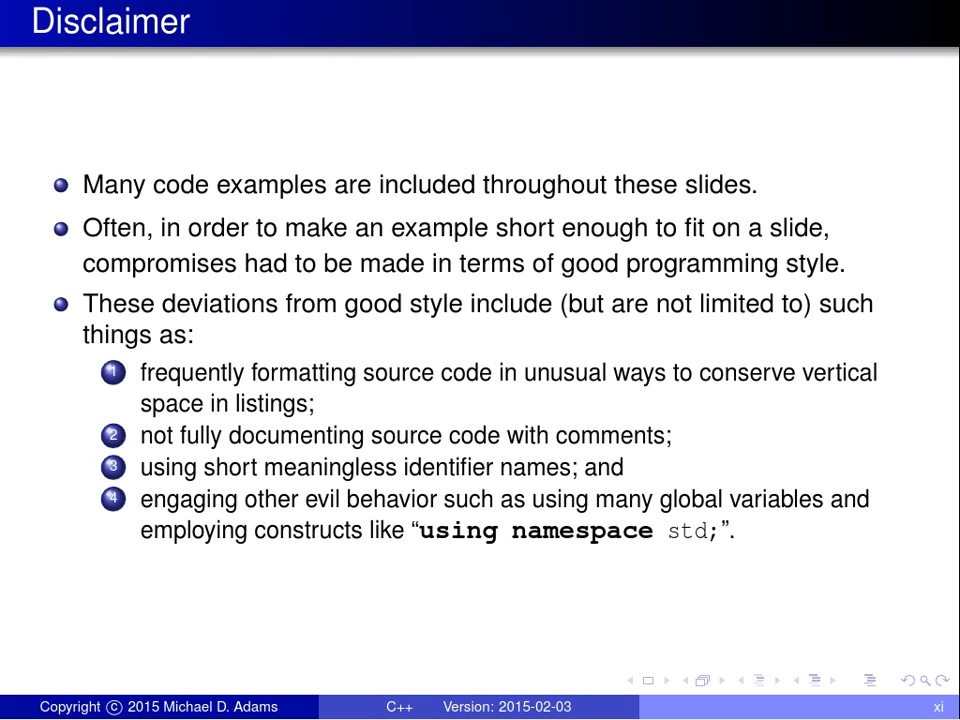 Disclaimer
Many code examples are included throughout these slides.
Often, in order to make an example short enough to fit on a slide,
compromises had to be made in terms of good programming style.
These deviations from good style include (but are not limited to) such
things as:
1 frequently formatting source code in unusual ways to conserve vertical
space in listings;
2 not fully documenting source code with comments;
3 using short meaningless identifier names; and
4 engaging other evil behavior such as using many global variables and
employing constructs like “using namespace std;”.
Copyright © 2015 Michael D. Adams C++ Version: 2015-02-03 xi